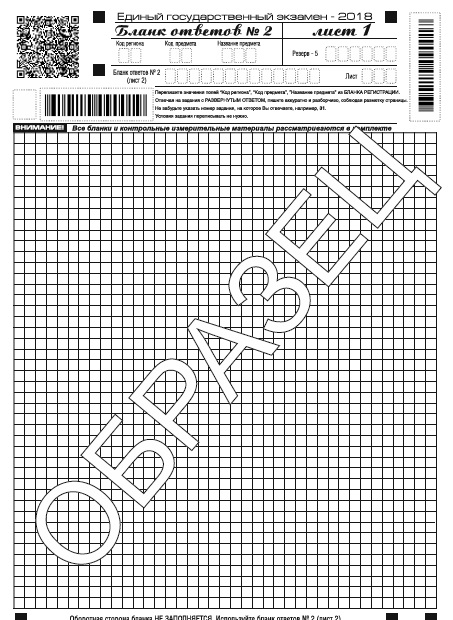 Единый государственный экзамен - 2018
Бланк ответов № 2 лист 1
Код региона Код предмета Название предмета Резерв - 5
Бланк ответов № 2 (лист 2) Лист
Перепишите значения полей "Код региона", "Код предмета", "Название предмета" из БЛАНКА РЕГИСТРАЦИИ.
Отвечая на задания с РАЗВЕРНУТЫМ ОТВЕТОМ, пишите аккуратно и разборчиво, соблюдая разметку страницы.
Не забудьте указать номер задания, на которое Вы отвечаете, например, 31.
Условия задания переписывать не нужно.
ВНИМАНИЕ! Все бланки и контрольные измерительные материалы рассматриваются в комплекте
ОБРАЗЕЦ
Оборотная сторона бланка НЕ ЗАПОЛНЯЕТСЯ. Используйте бланк ответов № 2 (лист 2)